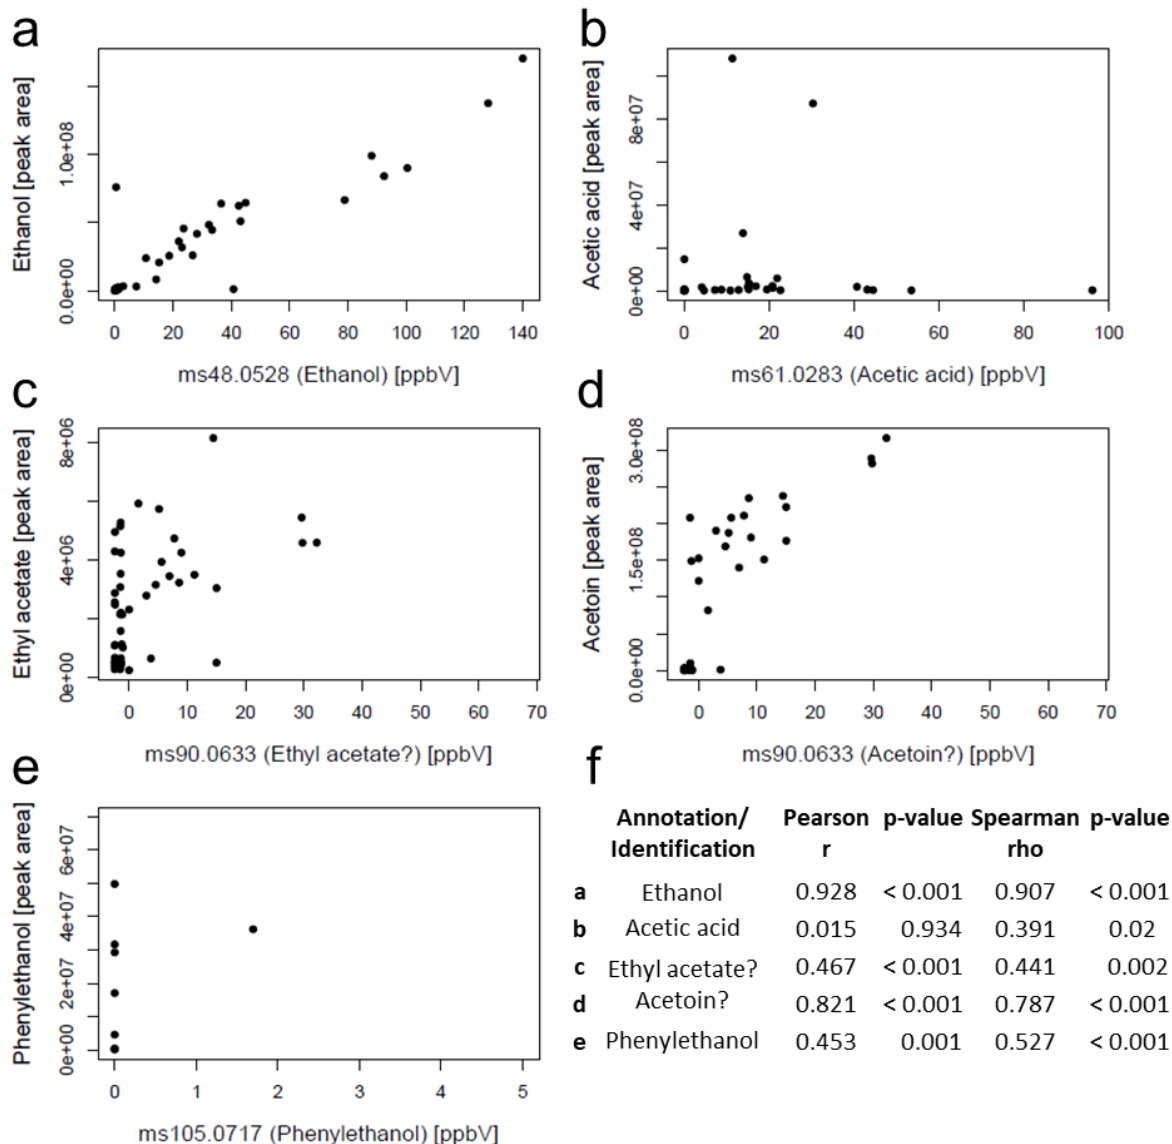 a
Ethanol [peak area]
1.0e+08
0.0e+00
0 20 40 60 80 100 120 140
ms48.0528 (Ethanol) [ppbV]
b
Acetic acid [peak area]
8e+07
4e+07
0e+00
0 20 40 60 80 100
ms61.0283 (Acetic acid) [ppbV]
c
Ethyl acetate [peak area]
8e+06
4e+06
0e+00
0 10 20 30 40 50 60 70
ms90.0633 (Ethyl acetate?) [ppbV]
d
Acetoin [peak area]
3.0e+08
1.5e+08
0.0e+00
0 10 20 30 40 50 60 70
ms90.0633 (Acetoin?) [ppbV]
e
Phenylethanol [peak area]
6e+07
4e+07
2e+07
0e+00
0 1 2 3 4 5
ms105.0717 (Phenylethanol) [ppbV]
f
Annotation/ Pearson p-value Spearman p-value
Identification r rho
a Ethanol 0.928 < 0.001 0.907 < 0.001
b Acetic acid 0.015 0.934 0.391 0.02
c Ethyl acetate? 0.467 < 0.001 0.441 0.002
d Acetoin? 0.821 < 0.001 0.787 < 0.001
e Phenylethanol 0.453 0.001 0.527 < 0.001